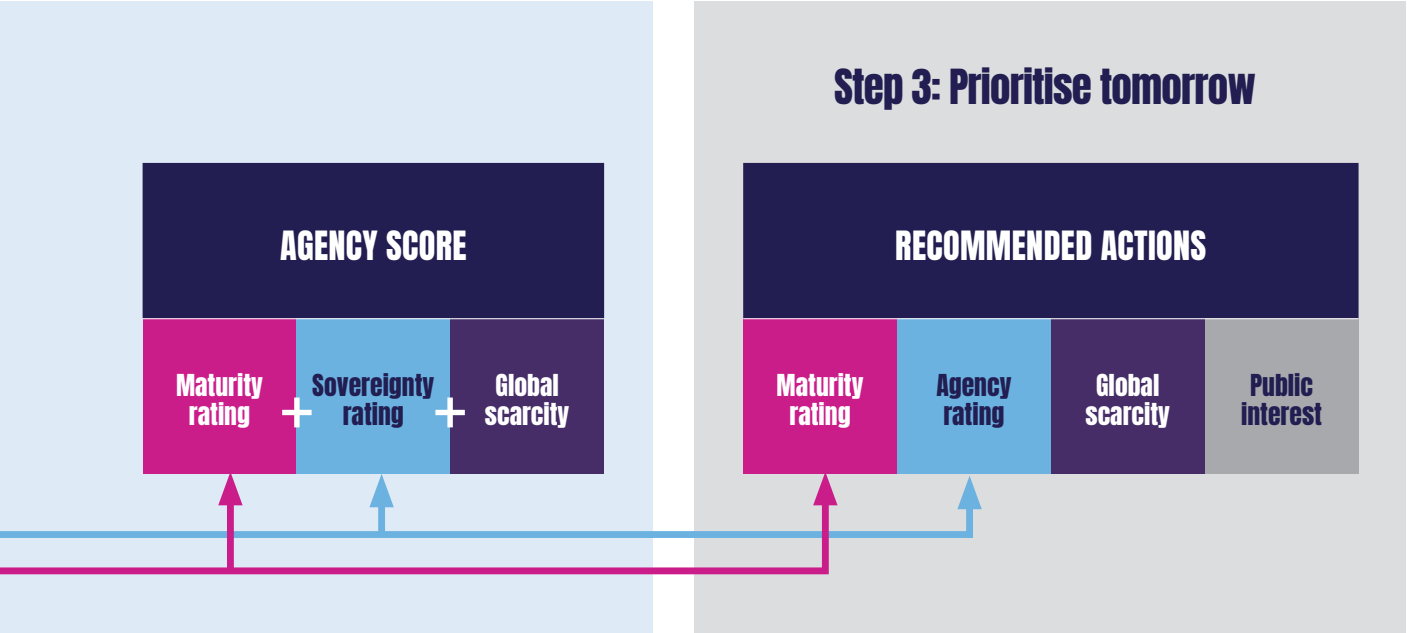 Step 3: Prioritise tomorrow
AGENCY SCORE
Maturity
rating
+
Sovereignty
rating
+
Global
scarcity
RECOMMENDED ACTIONS
Maturity
rating
Agency
rating
Global
scarcity
Public
interest